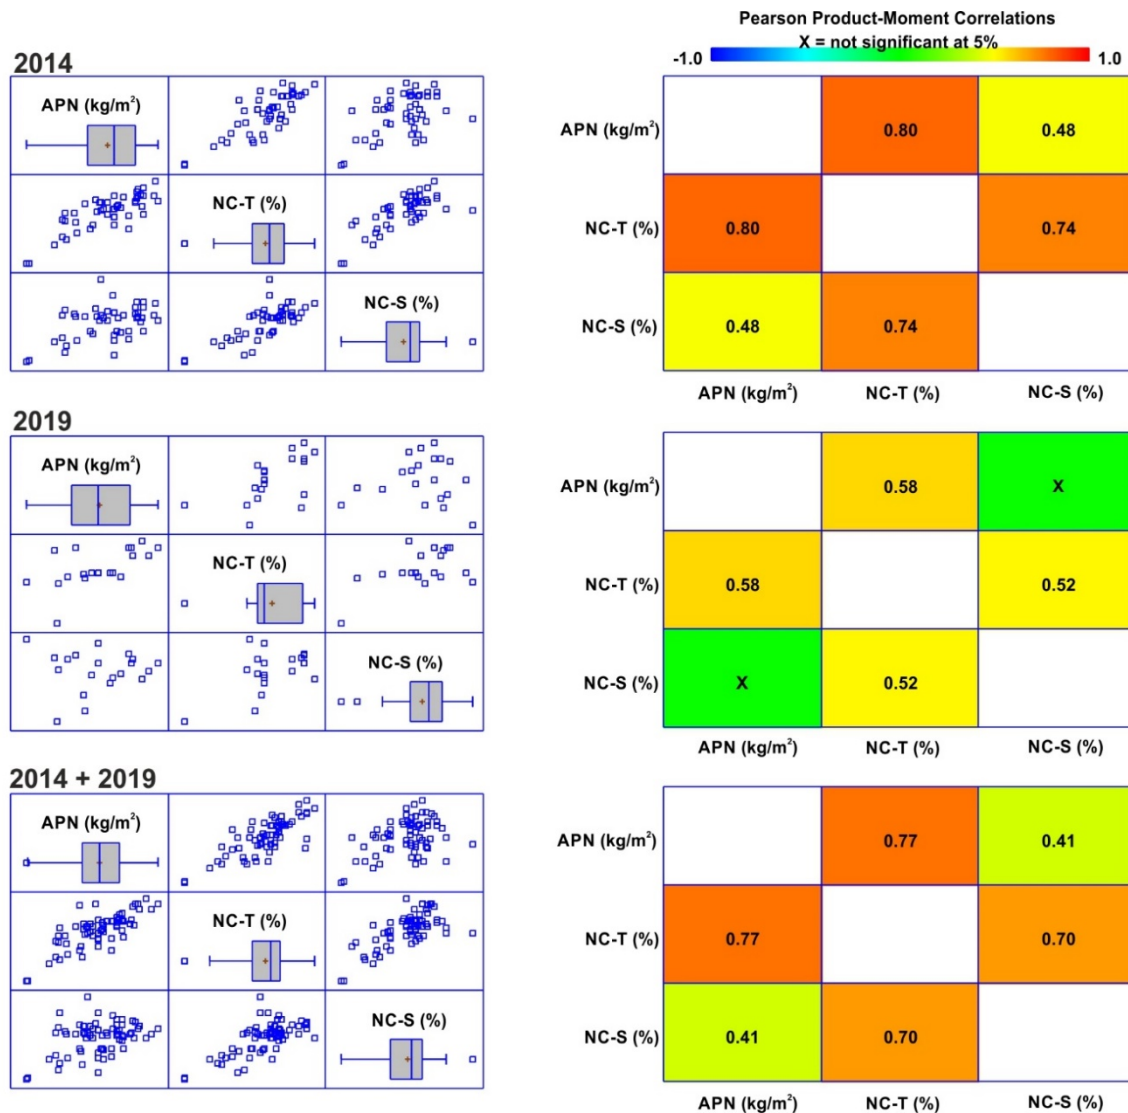 Pearson Product-Moment Correlations
X = not significant at 5%
-1.0 1.0
2014
APN (kg/m²)
NC-T (%)
NC-S (%)
APN (kg/m²) 0.80 0.48
NC-T (%) 0.80 0.74
NC-S (%) 0.48 0.74
APN (kg/m²) NC-T (%) NC-S (%)
2019
APN (kg/m²)
NC-T (%)
NC-S (%)
APN (kg/m²) 0.58 X
NC-T (%) 0.58 0.52
NC-S (%) X 0.52
APN (kg/m²) NC-T (%) NC-S (%)
2014 + 2019
APN (kg/m²)
NC-T (%)
NC-S (%)
APN (kg/m²) 0.77 0.41
NC-T (%) 0.77 0.70
NC-S (%) 0.41 0.70
APN (kg/m²) NC-T (%) NC-S (%)